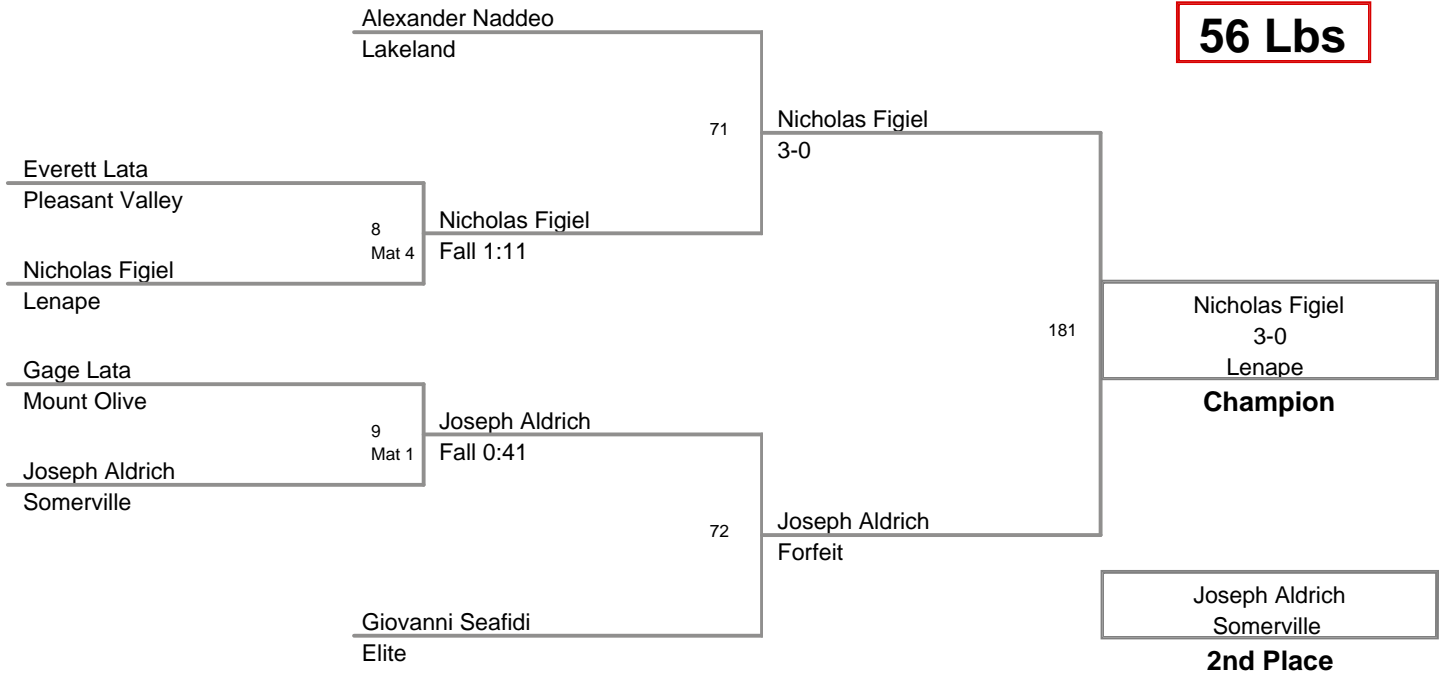 Alexander Naddeo
Lakeland
56 Lbs
71
Nicholas Figiel
3-0
Everett Lata
Pleasant Valley
8
Mat 4
Nicholas Figiel
Fall 1:11
Nicholas Figiel
Lenape
181
Nicholas Figiel
3-0
Lenape
Champion
Gage Lata
Mount Olive
9
Mat 1
Joseph Aldrich
Fall 0:41
Joseph Aldrich
Somerville
72
Joseph Aldrich
Forfeit
Giovanni Seafidi
Elite
Joseph Aldrich
Somerville
2nd Place